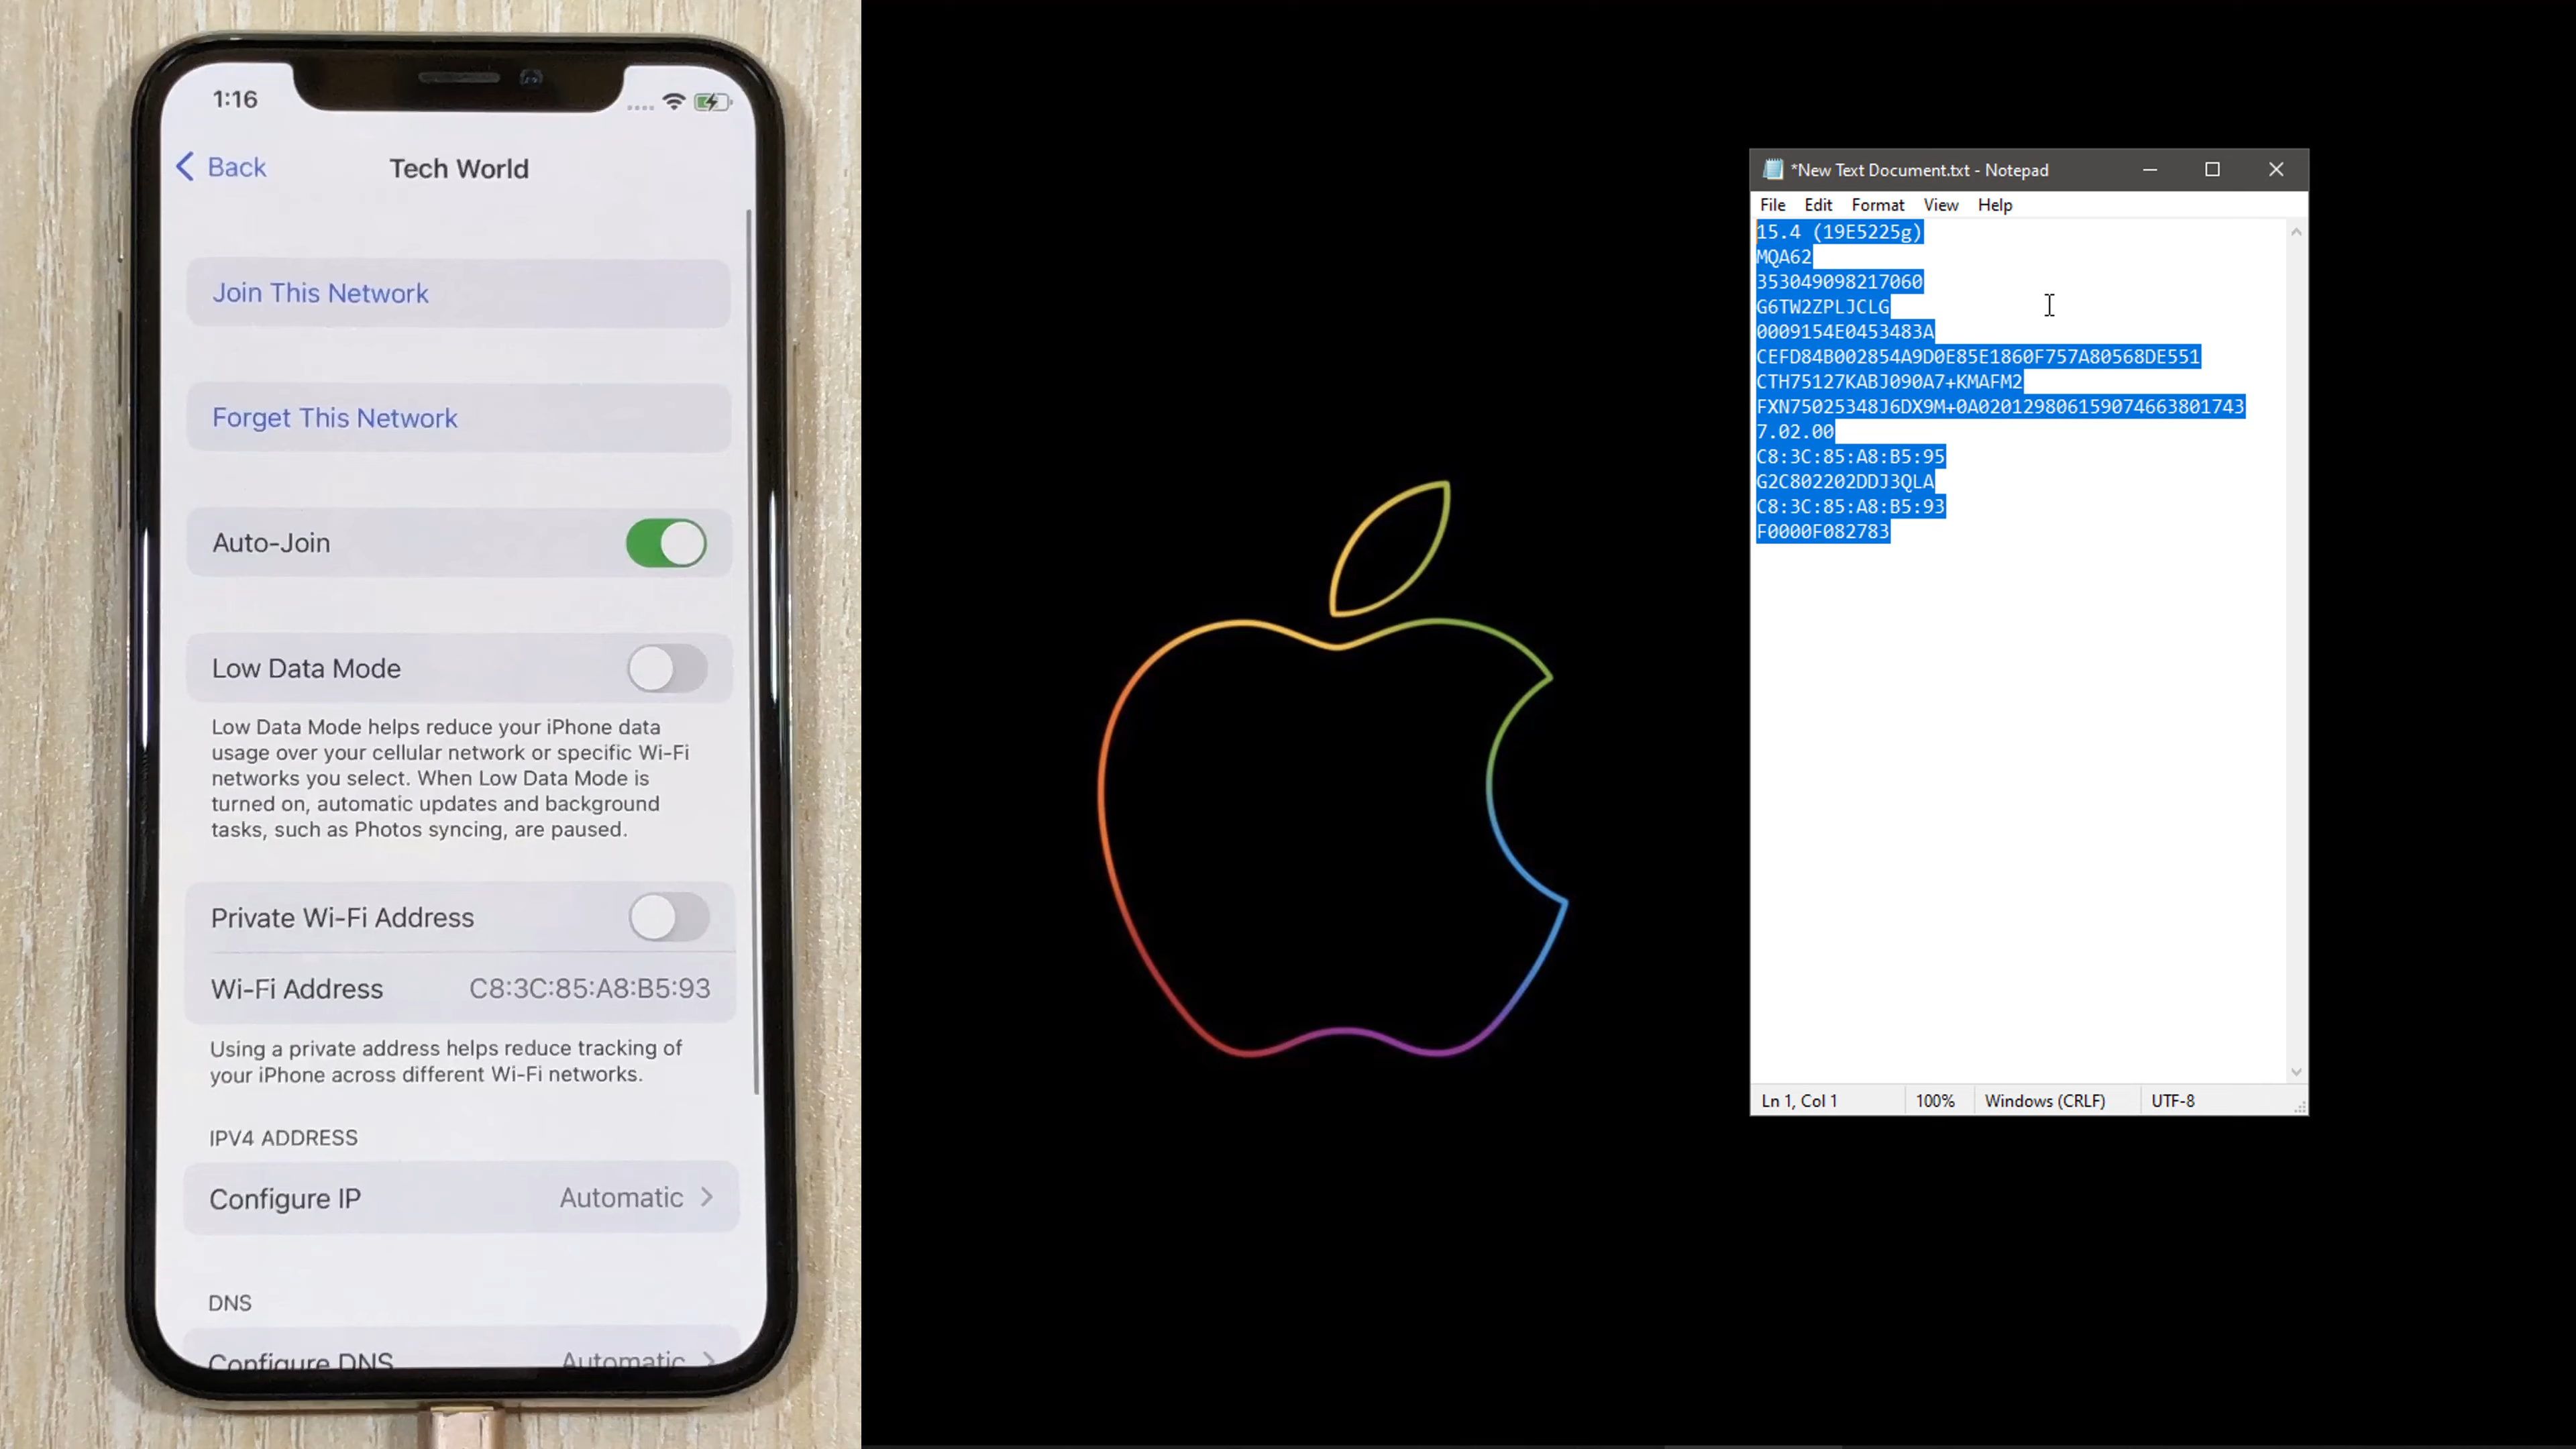 1:16
Back
Tech World
Join This Network
Forget This Network
Auto-Join
Low Data Mode
Low Data Mode helps reduce your iPhone data
usage over your cellular network or specific Wi-Fi
networks you select. When Low Data Mode is
turned on, automatic updates and background
tasks, such as Photos syncing, are paused.
Private Wi-Fi Address
Wi-Fi Address C8:3C:85:A8:B5:93
Using a private address helps reduce tracking of
your iPhone across different Wi-Fi networks.
IPV4 ADDRESS
Configure IP Automatic
DNS
Configure DNS Automatic
*New Text Document.txt - Notepad
File Edit Format View Help
15.4 (19E5225g)
MQA62
353049098217060
G6TW2ZPLJCLG
0009154E0453483A
CEFD84B002854A9D0E85E1860F757A80568DE551
CTH75127KABJ090A7+KMAFM2
FXN75025348J6DX9M+0A020129806159074663801743
7.02.00
C8:3C:85:A8:B5:95
G2C802202DDJ3QLA
C8:3C:85:A8:B5:93
F0000F082783
Ln 1, Col 1 100% Windows (CRLF) UTF-8